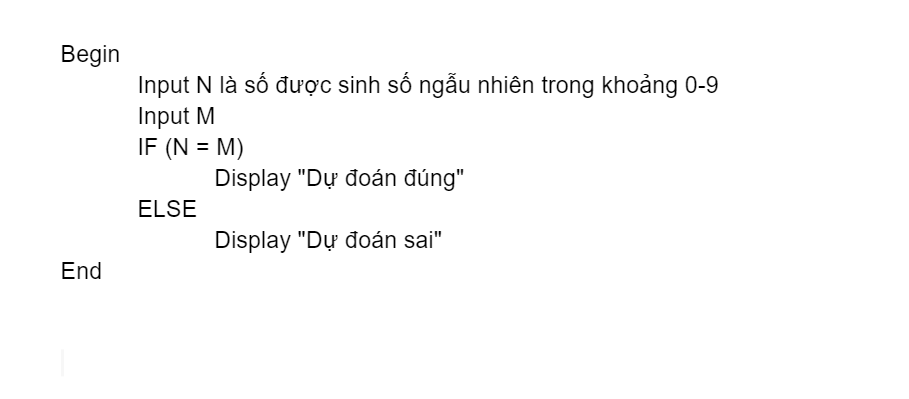 Begin
Input N là số được sinh số ngẫu nhiên trong khoảng 0-9
Input M
IF (N = M)
Display "Dự đoán đúng"
ELSE
Display "Dự đoán sai"
End